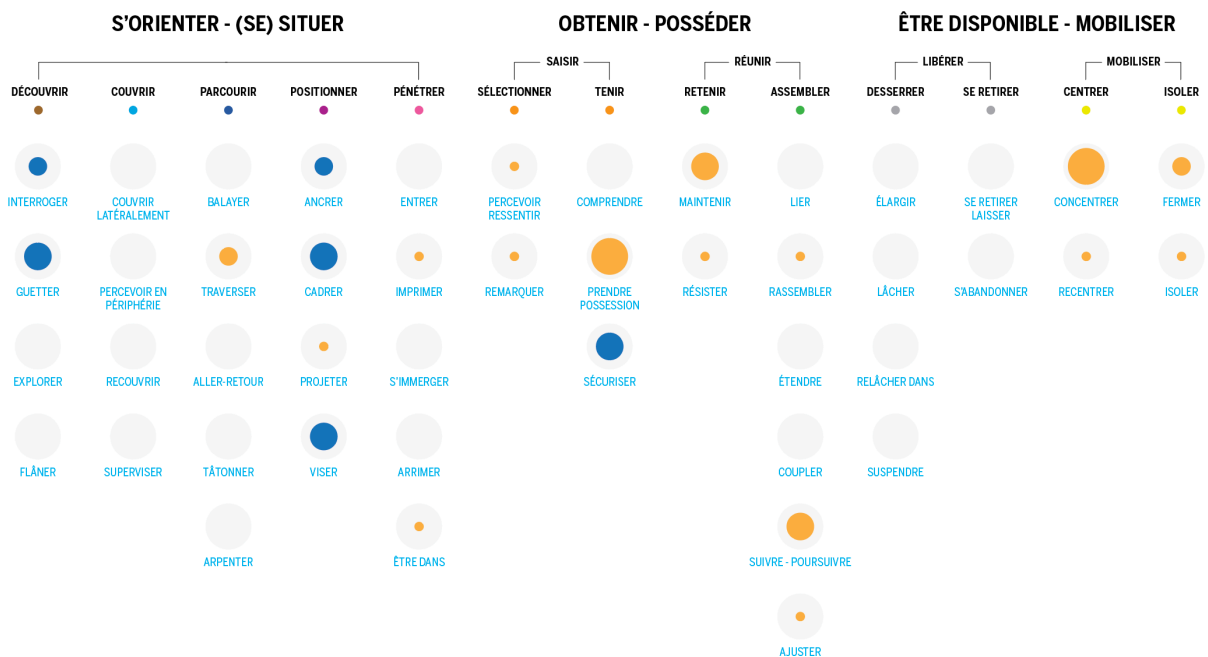 S'ORIENTER - (SE) SITUER
OBTENIR - POSSÉDER
ÊTRE DISPONIBLE - MOBILISER
SAISIR
RÉUNIR
LIBÉRER
MOBILISER
DÉCOUVRIR
COUVRIR
PARCOURIR
POSITIONNER
PÉNÉTRER
SÉLECTIONNER
TENIR
RETENIR
ASSEMBLER
DESSERRER
SE RETIRER
CENTRER
ISOLER
INTERROGER
COUVRIR
LATÉRALEMENT
BALAYER
ANCRER
ENTRER
PERCEVOIR
RESSENTIR
COMPRENDRE
MAINTENIR
LIER
ÉLARGIR
SE RETIRER
LAISSER
CONCENTRER
FERMER
GUETTER
PERCEVOIR EN
PÉRIPHÉRIE
TRAVERSER
CADRER
IMPRIMER
REMARQUER
PRENDRE
POSSESSION
RÉSISTER
RASSEMBLER
LÂCHER
S'ABANDONNER
RECENTRER
ISOLER
EXPLORER
RECOUVRIR
ALLER-RETOUR
PROJETER
S'IMMERGER
SÉCURISER
ÉTENDRE
RELÂCHER DANS
FLÂNER
SUPERVISER
TÂTONNER
VISER
ARRIMER
COUPLER
SUSPENDRE
ARPENTER
ÊTRE DANS
SUIVRE - POURSUIVRE
AJUSTER